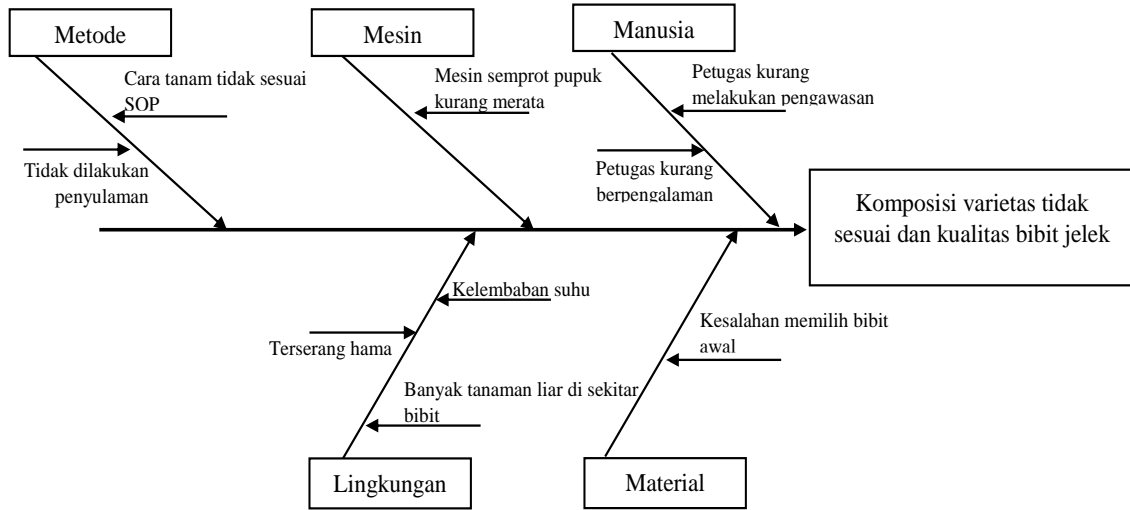 Metode
Mesin
Manusia
Cara tanam tidak sesuai
SOP
Mesin semprot pupuk
kurang merata
Petugas kurang
melakukan pengawasan
Tidak dilakukan
penyulaman
Petugas kurang
berpengalaman
Komposisi varietas tidak
sesuai dan kualitas bibit jelek
Kelembaban suhu
Terserang hama
Kesalahan memilih bibit
awal
Banyak tanaman liar di sekitar
bibit
Lingkungan
Material